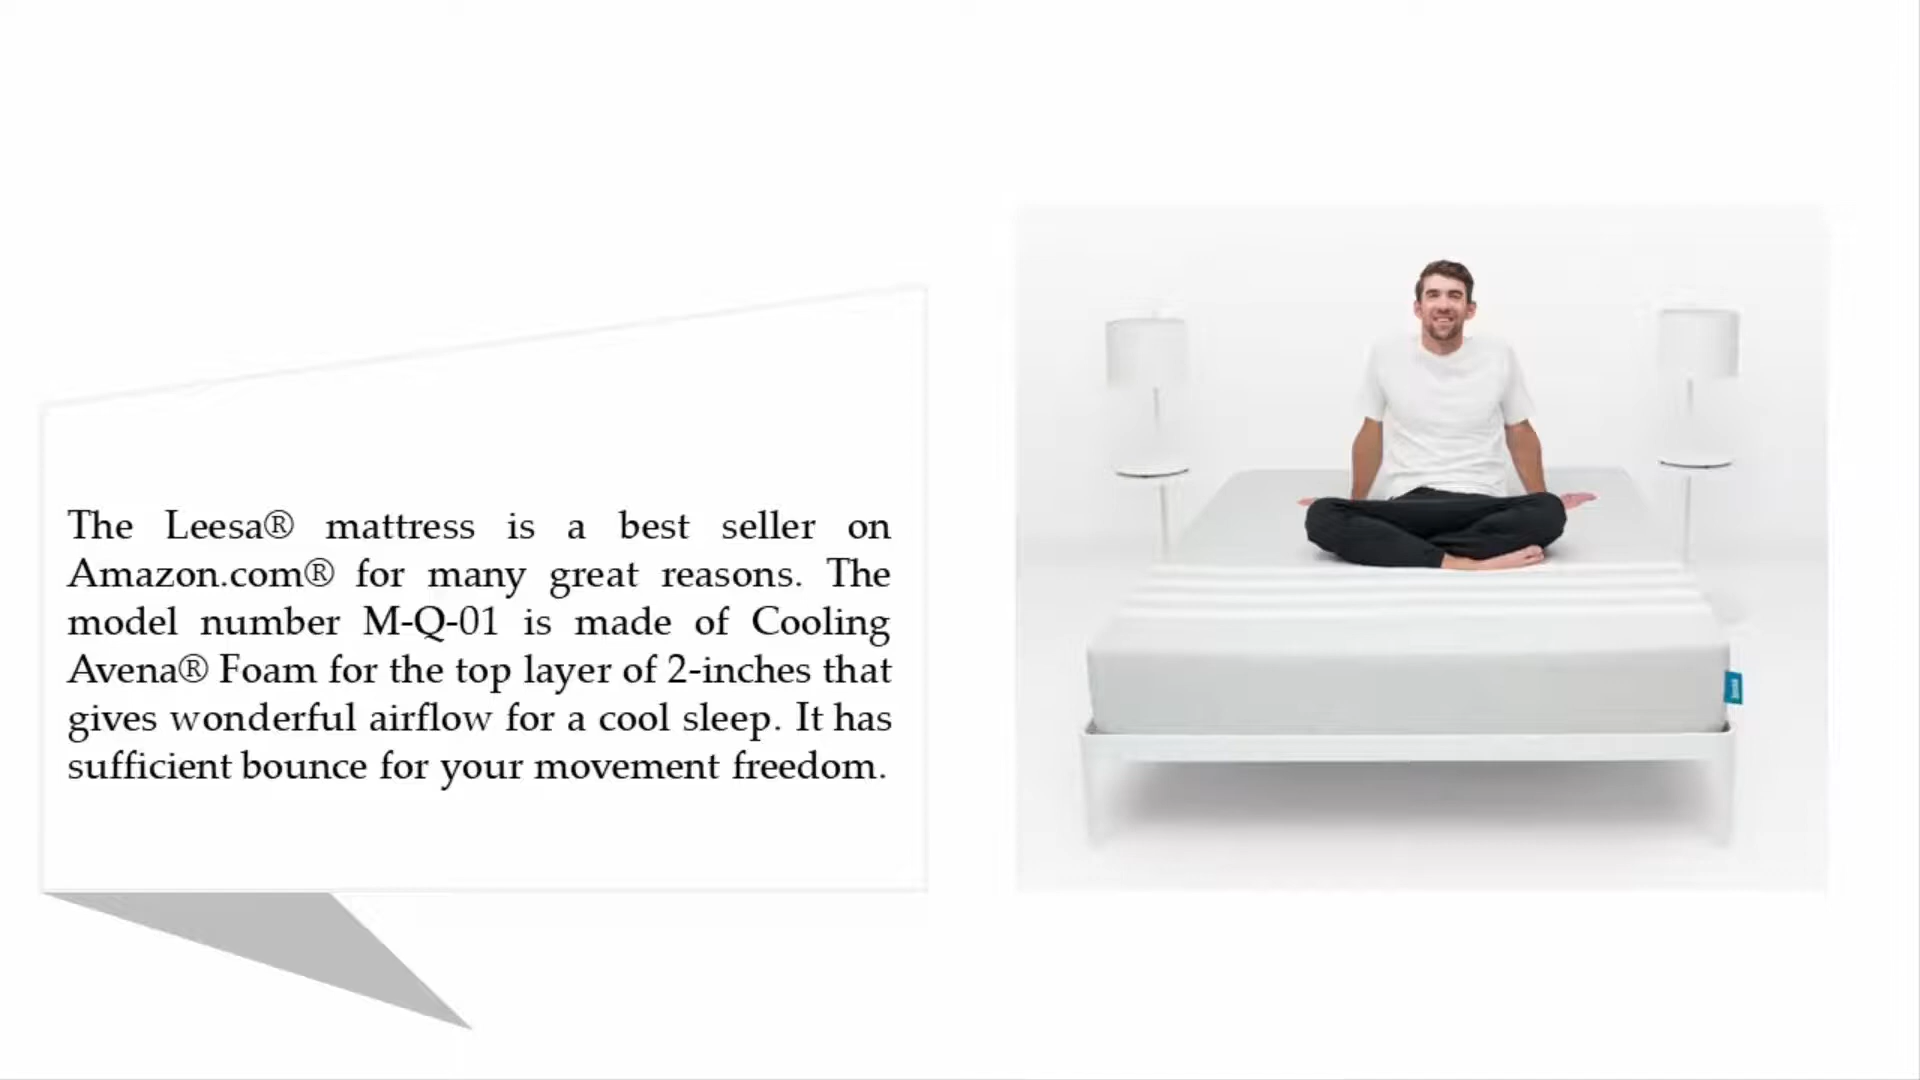 The Leesa® mattress is a best seller on
Amazon.com® for many great reasons. The
model number M-Q-01 is made of Cooling
Avena® Foam for the top layer of 2-inches that
gives wonderful airflow for a cool sleep. It has
sufficient bounce for your movement freedom.